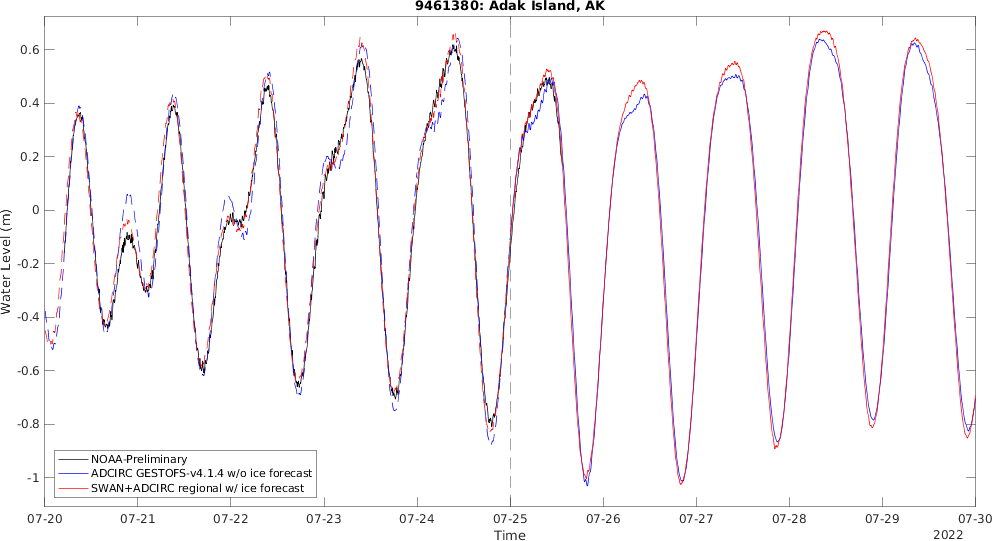 9461380: Adak Island, AK
Water Level (m)
0.6
0.4
0.2
0
-0.2
-0.4
-0.6
-0.8
-1
NOAA-Preliminary
ADCIRC GESTOFS-v4.1.4 w/o ice forecast
SWAN+ADCIRC regional w/ ice forecast
07-20 07-21 07-22 07-23 07-24 07-25 07-26 07-27 07-28 07-29 07-30
Time
2022